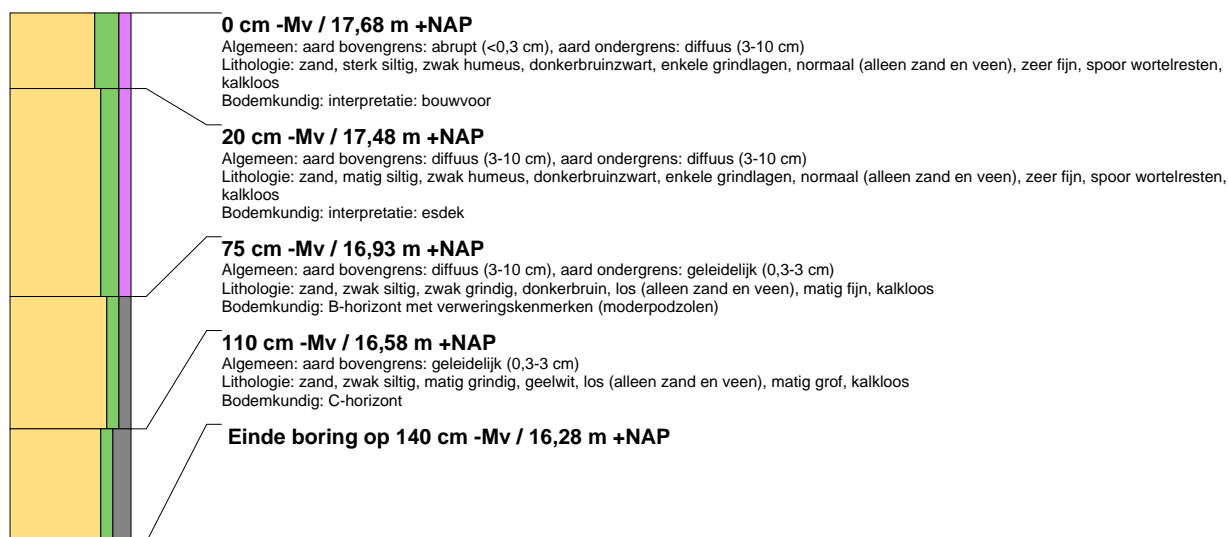 0 cm -Mv / 17,68 m +NAP
Algemeen: aard bovengrens: abrupt (<0,3 cm), aard ondergrens: diffuus (3-10 cm)
Lithologie: zand, sterk siltig, zwak humeus, donkerbruinzwart, enkele grindlagen, normaal (alleen zand en veen), zeer fijn, spoor wortelresten,
kalkloos
Bodemkundig: interpretatie: bouwvoor
20 cm -Mv / 17,48 m +NAP
Algemeen: aard bovengrens: diffuus (3-10 cm), aard ondergrens: diffuus (3-10 cm)
Lithologie: zand, matig siltig, zwak humeus, donkerbruinzwart, enkele grindlagen, normaal (alleen zand en veen), zeer fijn, spoor wortelresten,
kalkloos
Bodemkundig: interpretatie: esdek
75 cm -Mv / 16,93 m +NAP
Algemeen: aard bovengrens: diffuus (3-10 cm), aard ondergrens: geleidelijk (0,3-3 cm)
Lithologie: zand, zwak siltig, zwak grindig, donkerbruin, los (alleen zand en veen), matig fijn, kalkloos
Bodemkundig: B-horizont met verweringskenmerken (moderpodzolen)
110 cm -Mv / 16,58 m +NAP
Algemeen: aard bovengrens: geleidelijk (0,3-3 cm)
Lithologie: zand, zwak siltig, matig grindig, geelwit, los (alleen zand en veen), matig grof, kalkloos
Bodemkundig: C-horizont
Einde boring op 140 cm -Mv / 16,28 m +NAP